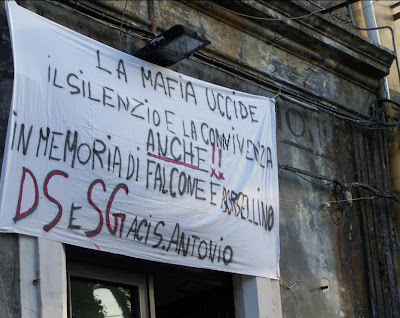 LA MAFIA UCCIDE
IL SILENZIO E LA CONNIVENZA
ANCHE!!
IN MEMORIA DI FALCONE E BORSELLINO
DS E SG ACI S. ANTONIO